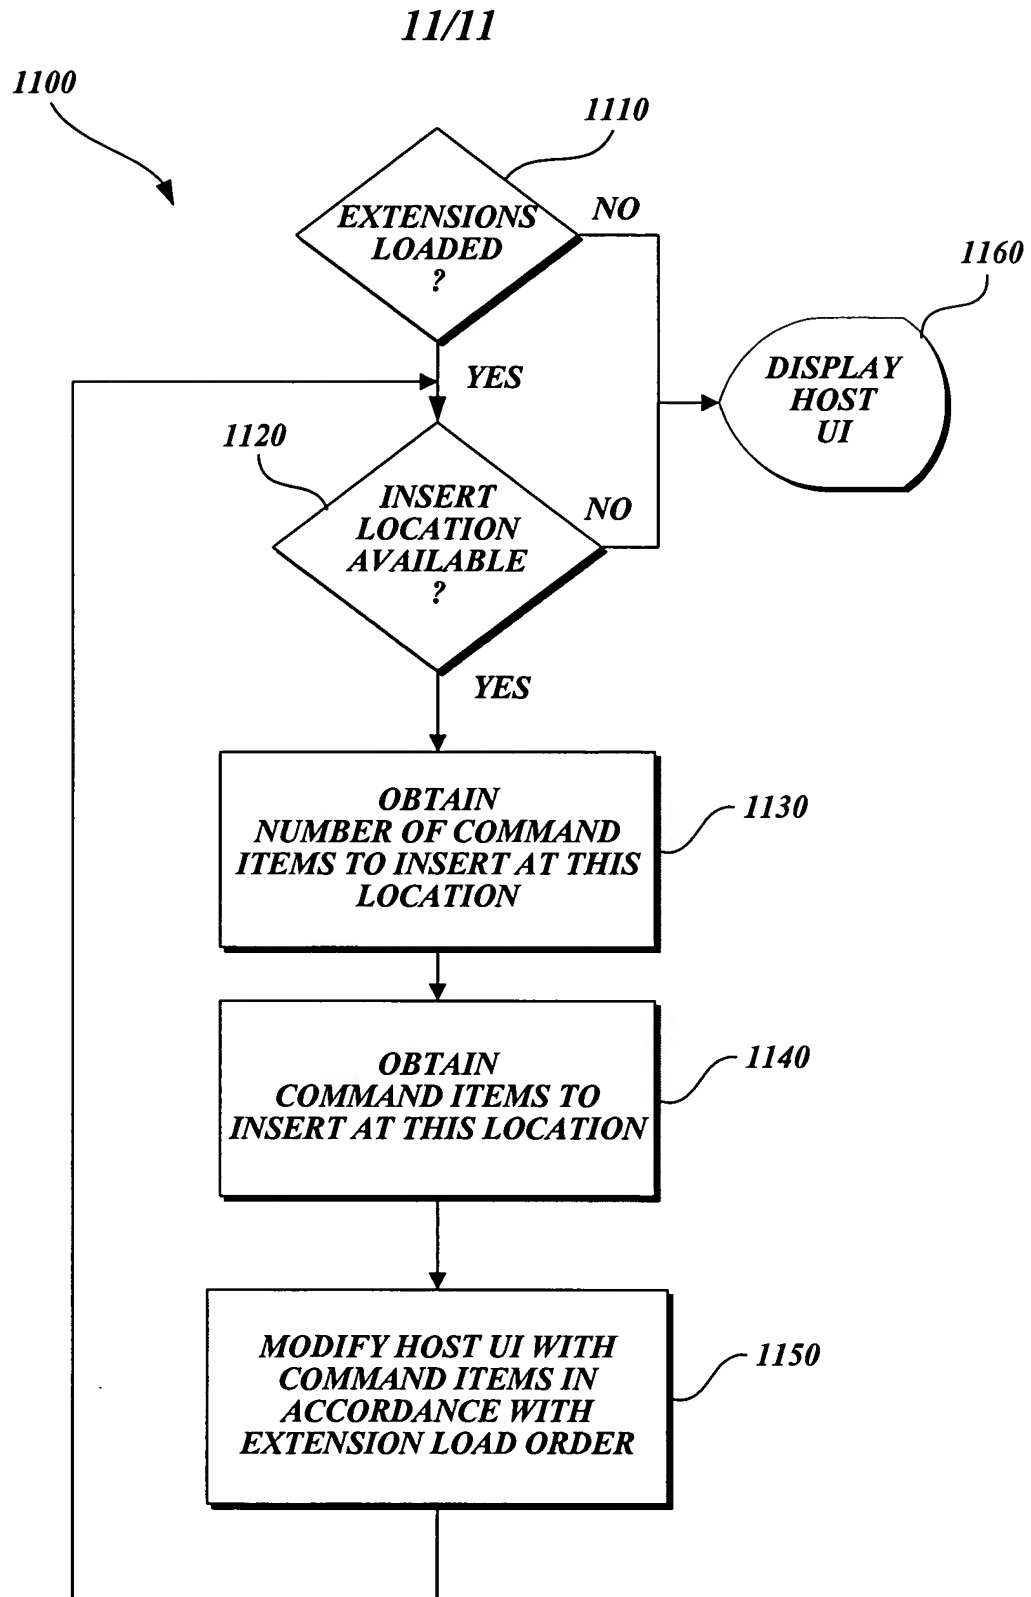 11/11
1100
1110
EXTENSIONS
LOADED
?
NO
1160
DISPLAY
HOST
UI
YES
1120
INSERT
LOCATION
AVAILABLE
?
NO
YES
OBTAIN
NUMBER OF COMMAND
ITEMS TO INSERT AT THIS
LOCATION
1130
OBTAIN
COMMAND ITEMS TO
INSERT AT THIS LOCATION
1140
MODIFY HOST UI WITH
COMMAND ITEMS IN
ACCORDANCE WITH
EXTENSION LOAD ORDER
1150